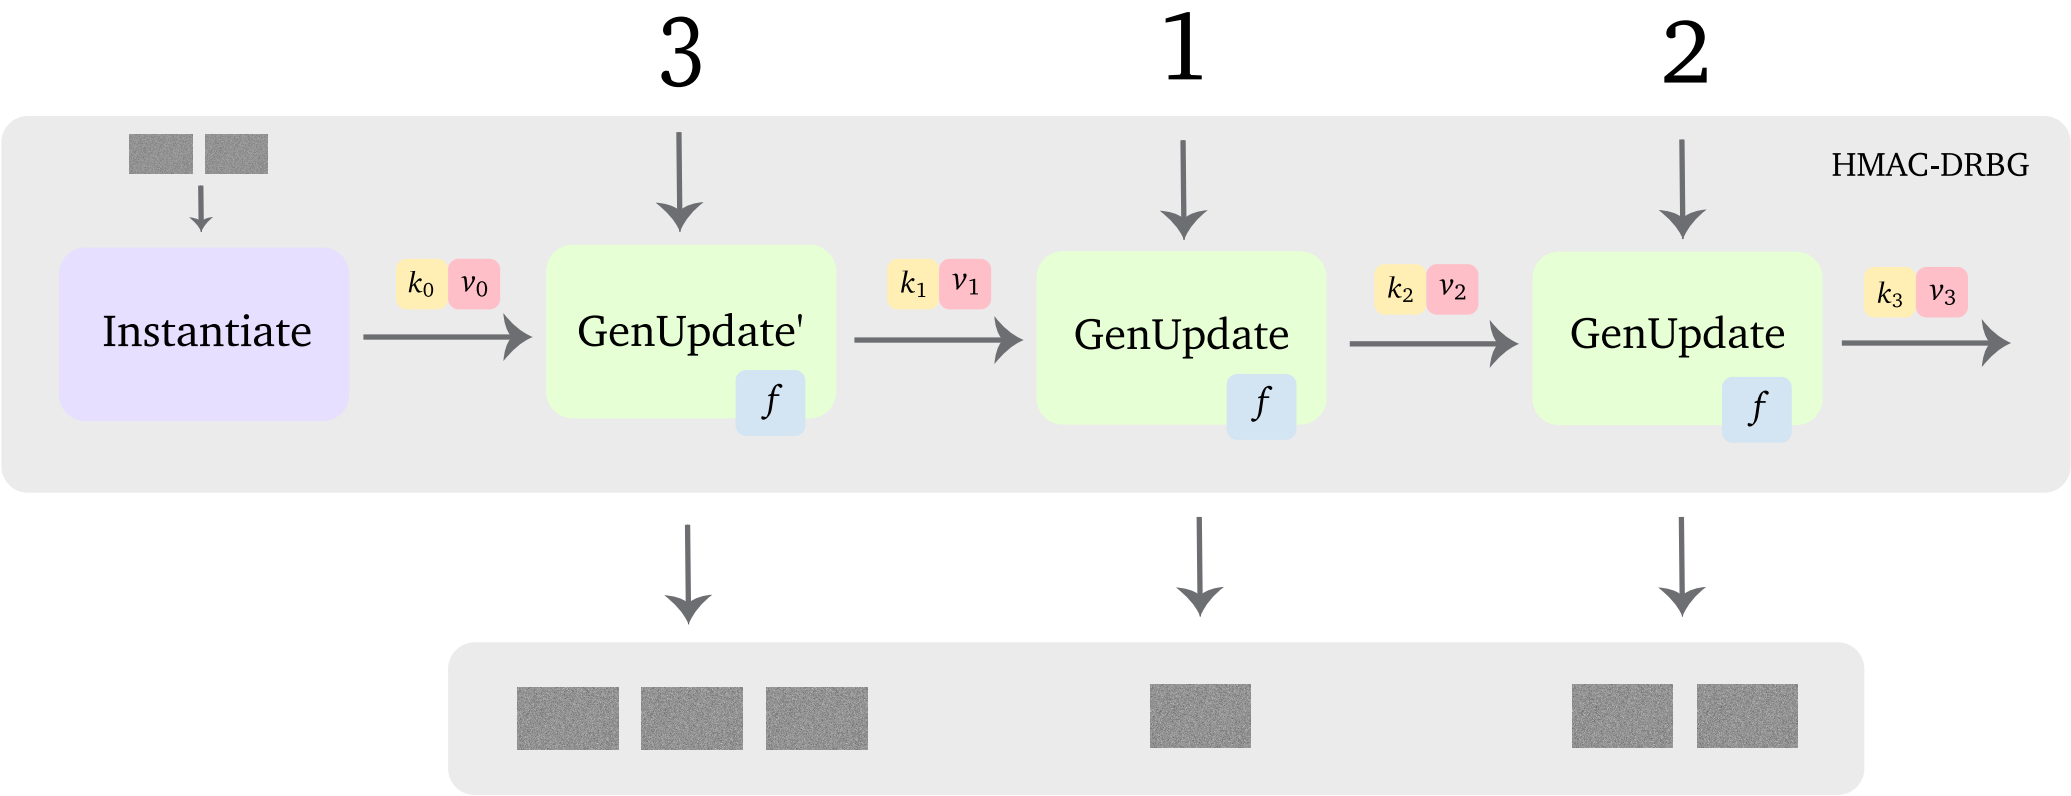 3 1 2
HMAC-DRBG
Instantiate
k₀ v₀
GenUpdate'
f
k₁ v₁
GenUpdate
f
k₂ v₂
GenUpdate
f
k₃ v₃